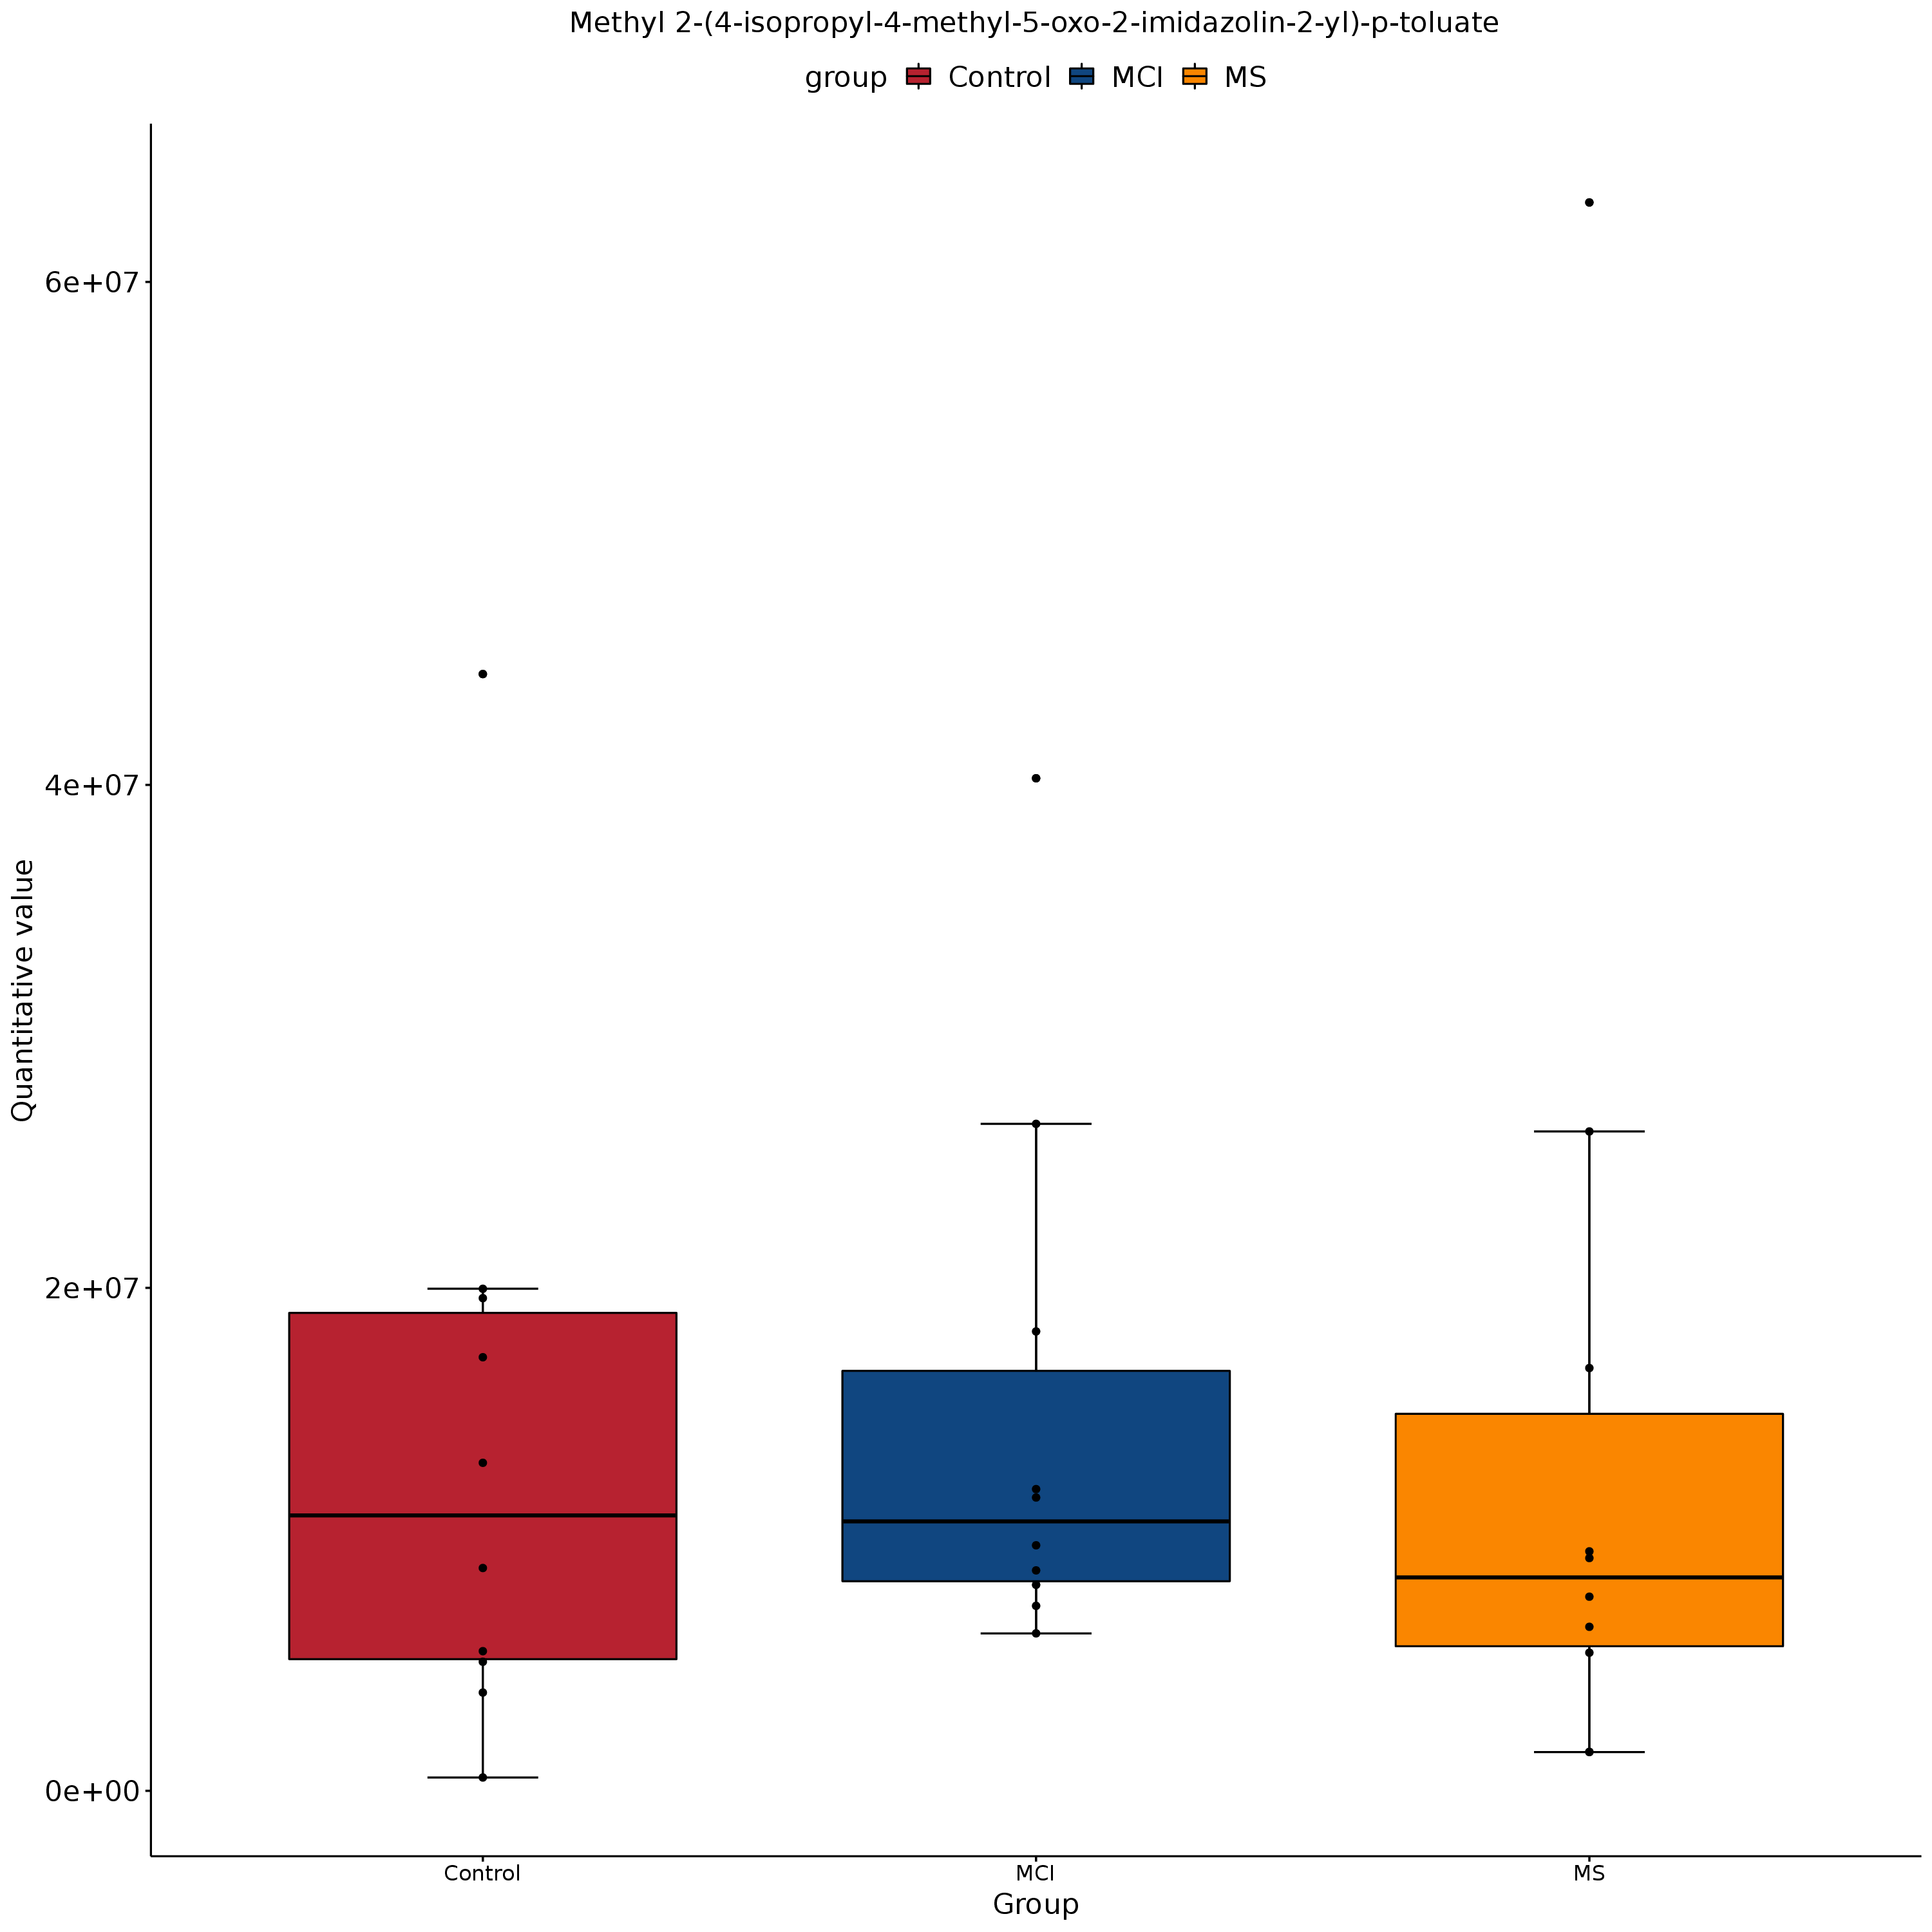 Methyl 2-(4-isopropyl-4-methyl-5-oxo-2-imidazolin-2-yl)-p-toluate
group Control MCI MS
6e+07
4e+07
2e+07
0e+00
Quantitative value
Control MCI MS
Group